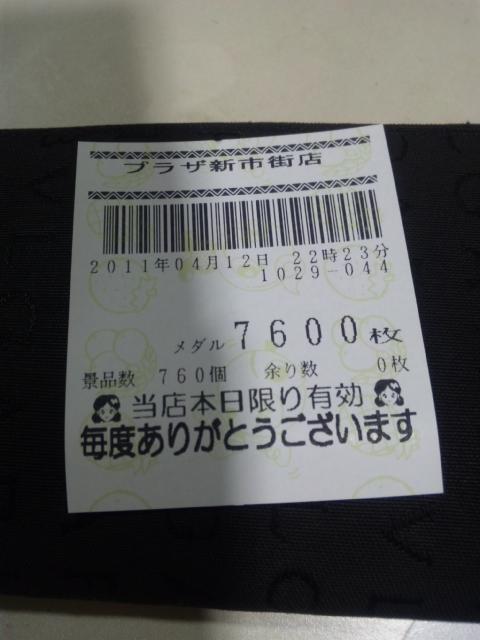 プラザ新市街店
2011年04月12日 22時23分
1029-044
メダル 7600枚
景品数 760個 余り数 0枚
当店本日限り有効
毎度ありがとうございます